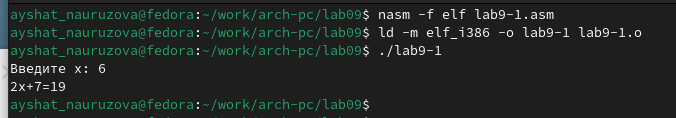 ayshat_nauruzova@fedora:~/work/arch-pc/lab09$ nasm -f elf lab9-1.asm
ayshat_nauruzova@fedora:~/work/arch-pc/lab09$ ld -m elf_i386 -o lab9-1 lab9-1.o
ayshat_nauruzova@fedora:~/work/arch-pc/lab09$ ./lab9-1
Введите x: 6
2x+7=19
ayshat_nauruzova@fedora:~/work/arch-pc/lab09$